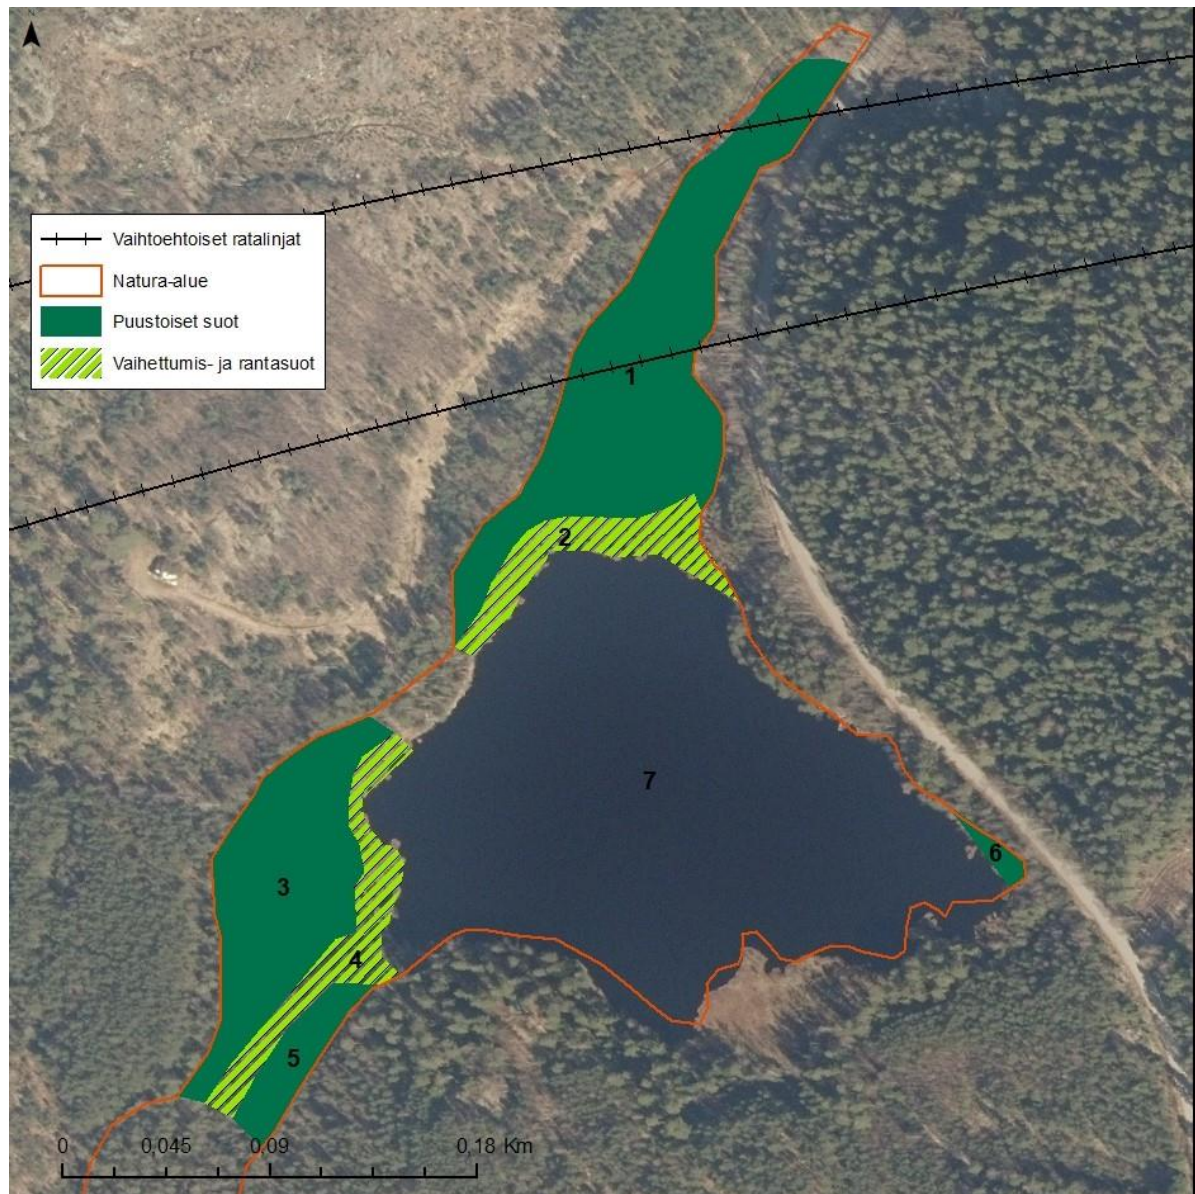 Vaihtoehtoiset ratalinjat
Natura-alue
Puustoiset suot
Vaihettumis- ja rantasuot
1
2
7
6
3
4
5
0 0,045 0,09 0,18 Km